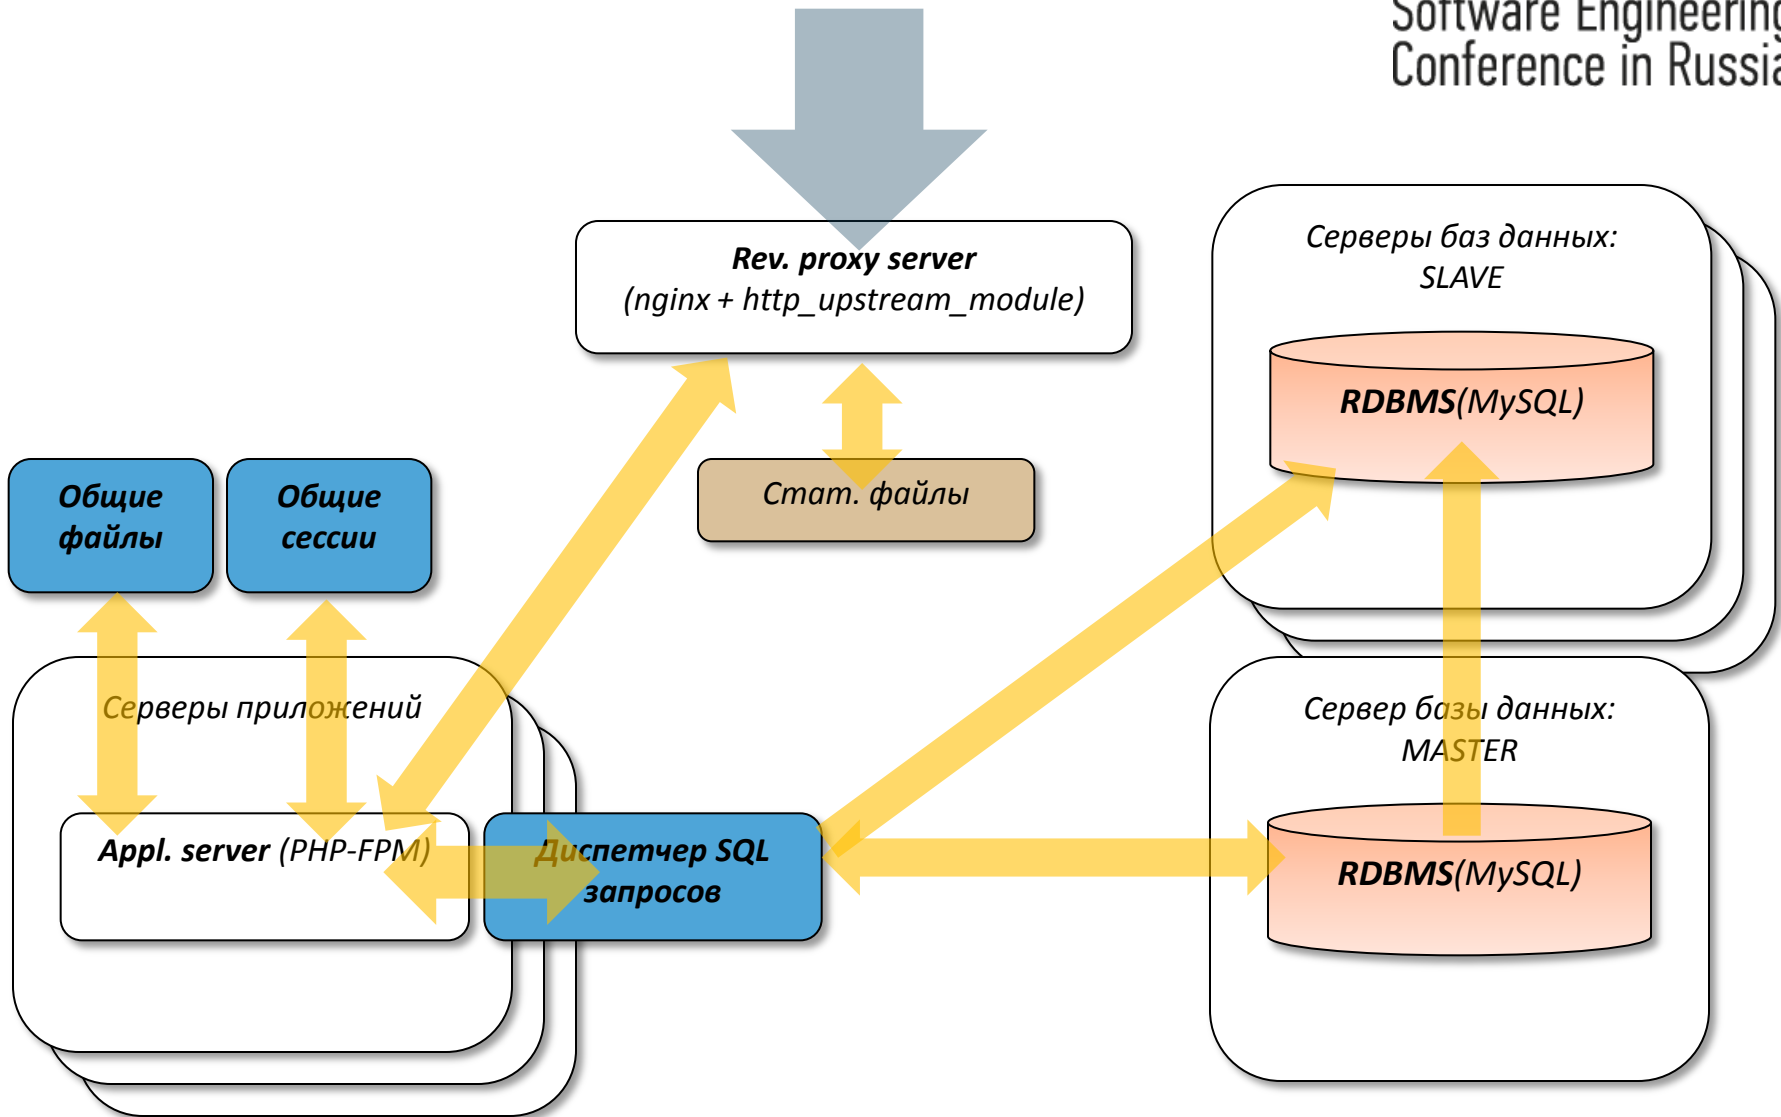 Software Engineering
Conference in Russia
Rev. proxy server
(nginx + http_upstream_module)
Серверы баз данных:
SLAVE
RDBMS(MySQL)
Общие
файлы
Общие
сессии
Стат. файлы
Серверы приложений
Appl. server (PHP-FPM)
Диспетчер SQL
запросов
Сервер базы данных:
MASTER
RDBMS(MySQL)